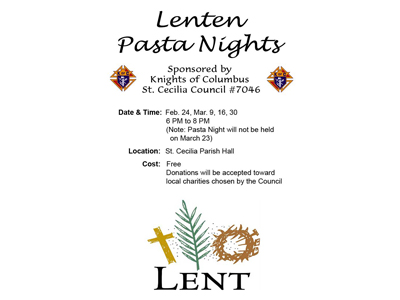 Lenten
Pasta Nights
Sponsored by
Knights of Columbus
St. Cecilia Council #7046
Date & Time: Feb. 24, Mar. 9, 16, 30
6 PM to 8 PM
(Note: Pasta Night will not be held
on March 23)
Location: St. Cecilia Parish Hall
Cost: Free
Donations will be accepted toward
local charities chosen by the Council
LENT